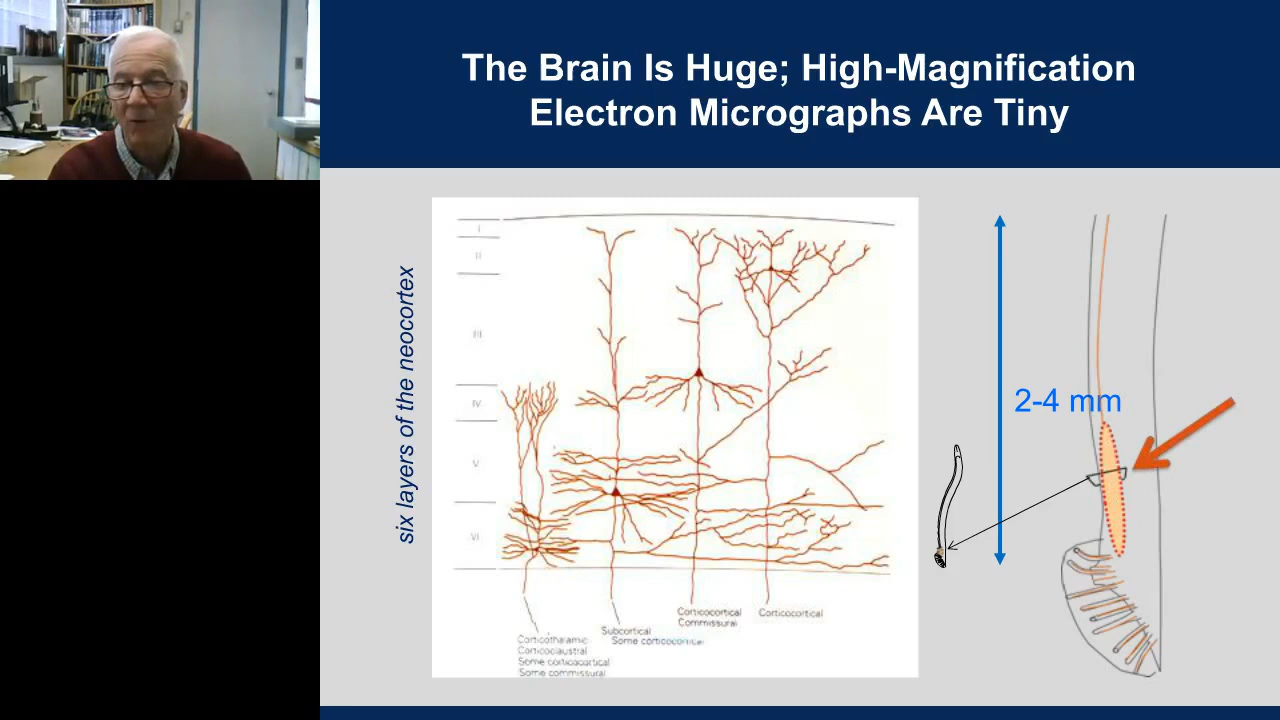 The Brain Is Huge; High-Magnification
Electron Micrographs Are Tiny
six layers of the neocortex
I
II
III
IV
V
VI
2-4 mm
Corticocortical
Commissural
Corticocortical
Subcortical
Some corticocortical
Corticothalamic
Corticoclaustral
Some corticocortical
Some commissural